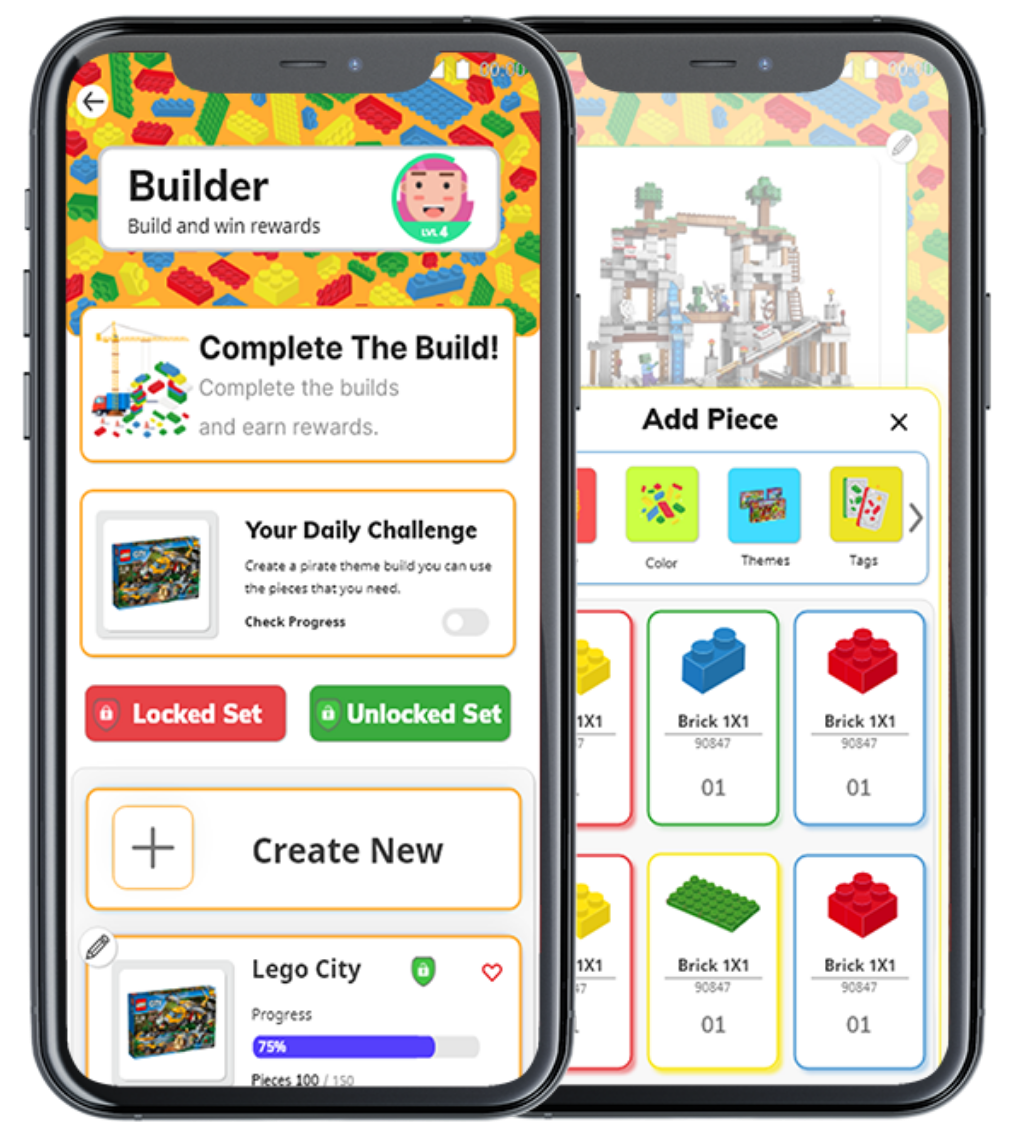 Builder
Build and win rewards
LVL 4
Complete The Build!
Complete the builds
and earn rewards.
Your Daily Challenge
Create a pirate theme build you can use
the pieces that you need.
Check Progress
Locked Set
Unlocked Set
Create New
Lego City
Progress
75%
Pieces 100 / 150
Add Piece
Color
Themes
Tags
1X1
Brick 1X1
90847
01
Brick 1X1
90847
01
1X1
Brick 1X1
90847
01
Brick 1X1
90847
01